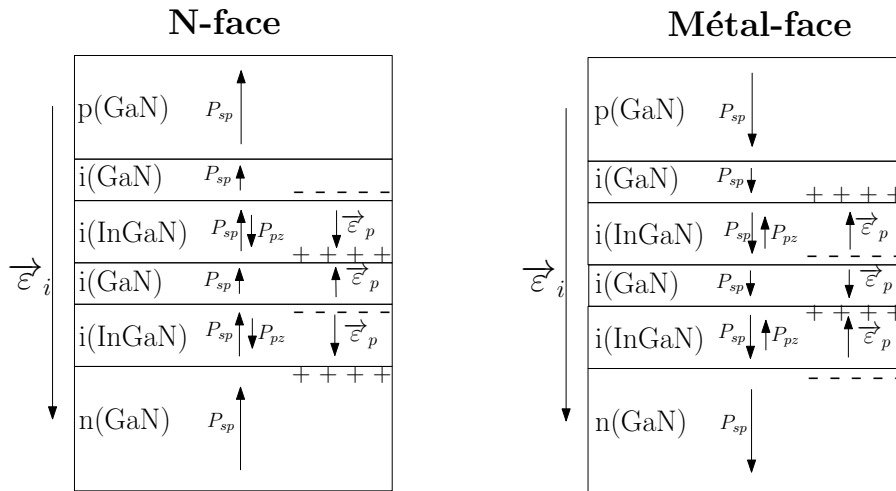 N-face
p(GaN) P_sp
i(GaN) P_sp - - - -
i(InGaN) P_sp P_pz ε_p
+ + + +
i(GaN) P_sp ε_p
- - - -
i(InGaN) P_sp P_pz ε_p
+ + + +
n(GaN) P_sp
ε_i
Métal-face
p(GaN) P_sp
i(GaN) P_sp
+ + + +
i(InGaN) P_sp P_pz ε_p
- - - -
i(GaN) P_sp ε_p
+ + + +
i(InGaN) P_sp P_pz ε_p
- - - -
n(GaN) P_sp
ε_i